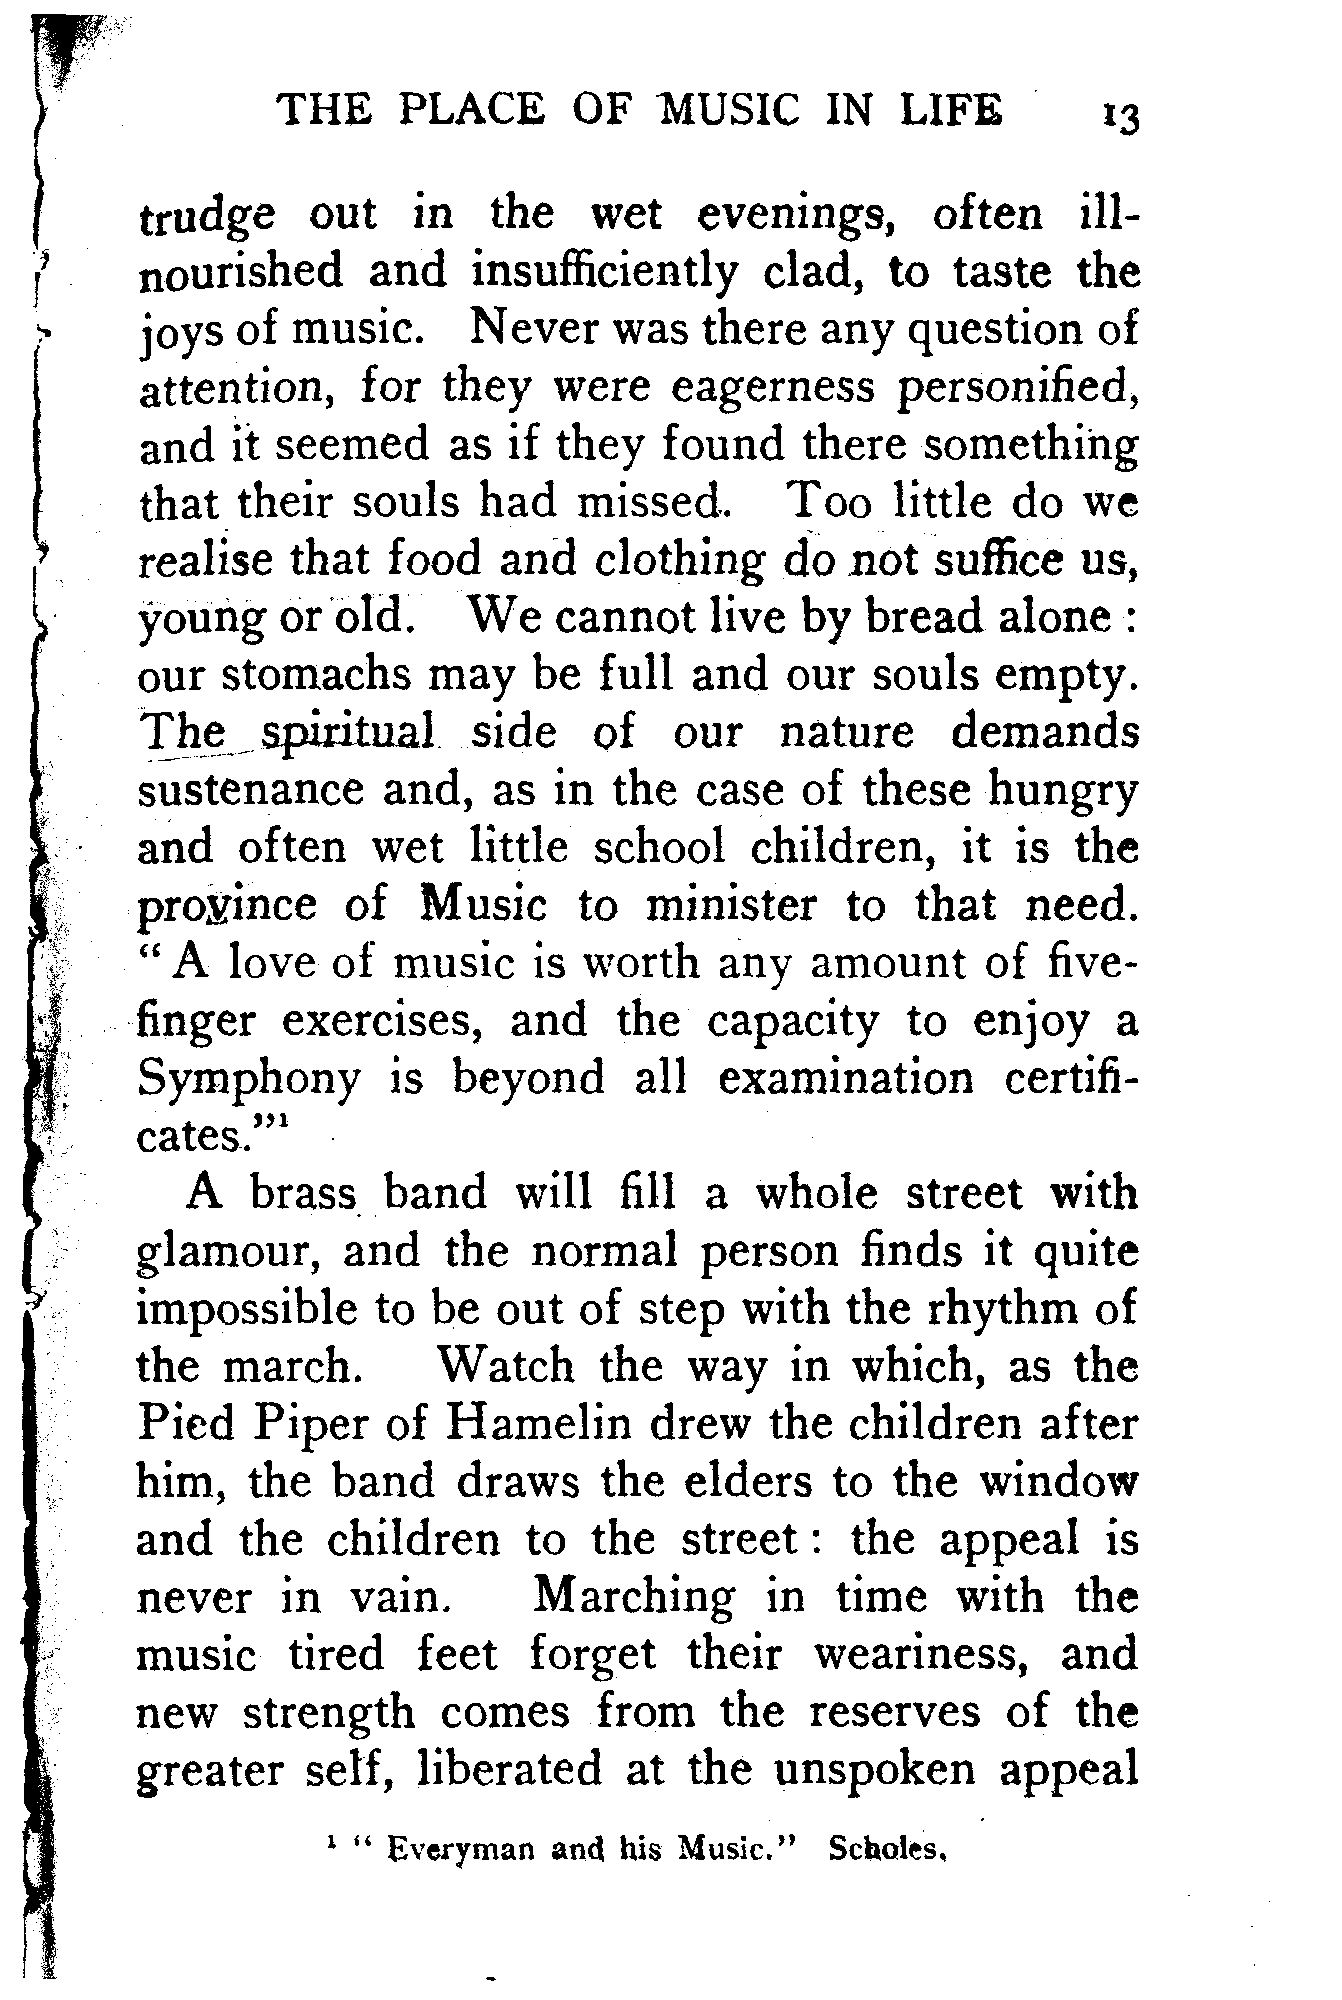 THE PLACE OF MUSIC IN LIFE 13
trudge out in the wet evenings, often ill-
nourished and insufficiently clad, to taste the
joys of music. Never was there any question of
attention, for they were eagerness personified,
and it seemed as if they found there something
that their souls had missed. Too little do we
realise that food and clothing do not suffice us,
young or old. We cannot live by bread alone :
our stomachs may be full and our souls empty.
The spiritual side of our nature demands
sustenance and, as in the case of these hungry
and often wet little school children, it is the
province of Music to minister to that need.
“ A love of music is worth any amount of five-
finger exercises, and the capacity to enjoy a
Symphony is beyond all examination certifi-
cates.”¹
A brass band will fill a whole street with
glamour, and the normal person finds it quite
impossible to be out of step with the rhythm of
the march. Watch the way in which, as the
Pied Piper of Hamelin drew the children after
him, the band draws the elders to the window
and the children to the street : the appeal is
never in vain. Marching in time with the
music tired feet forget their weariness, and
new strength comes from the reserves of the
greater self, liberated at the unspoken appeal
¹ “ Everyman and his Music.” Scholes.